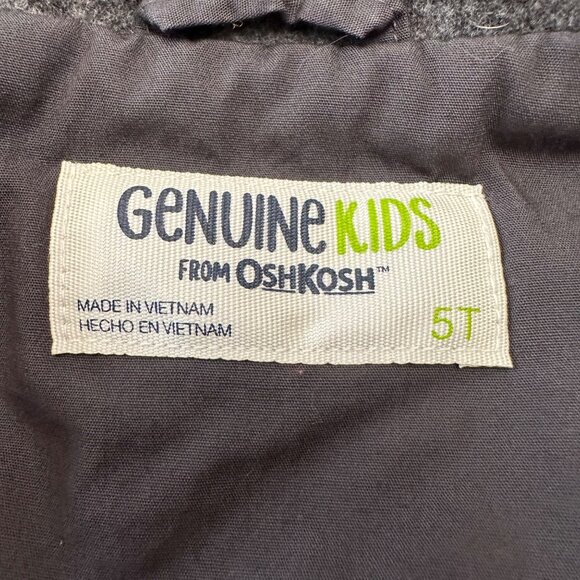 GENUINE KIDS
FROM OSHKOSH™
MADE IN VIETNAM
HECHO EN VIETNAM
5T